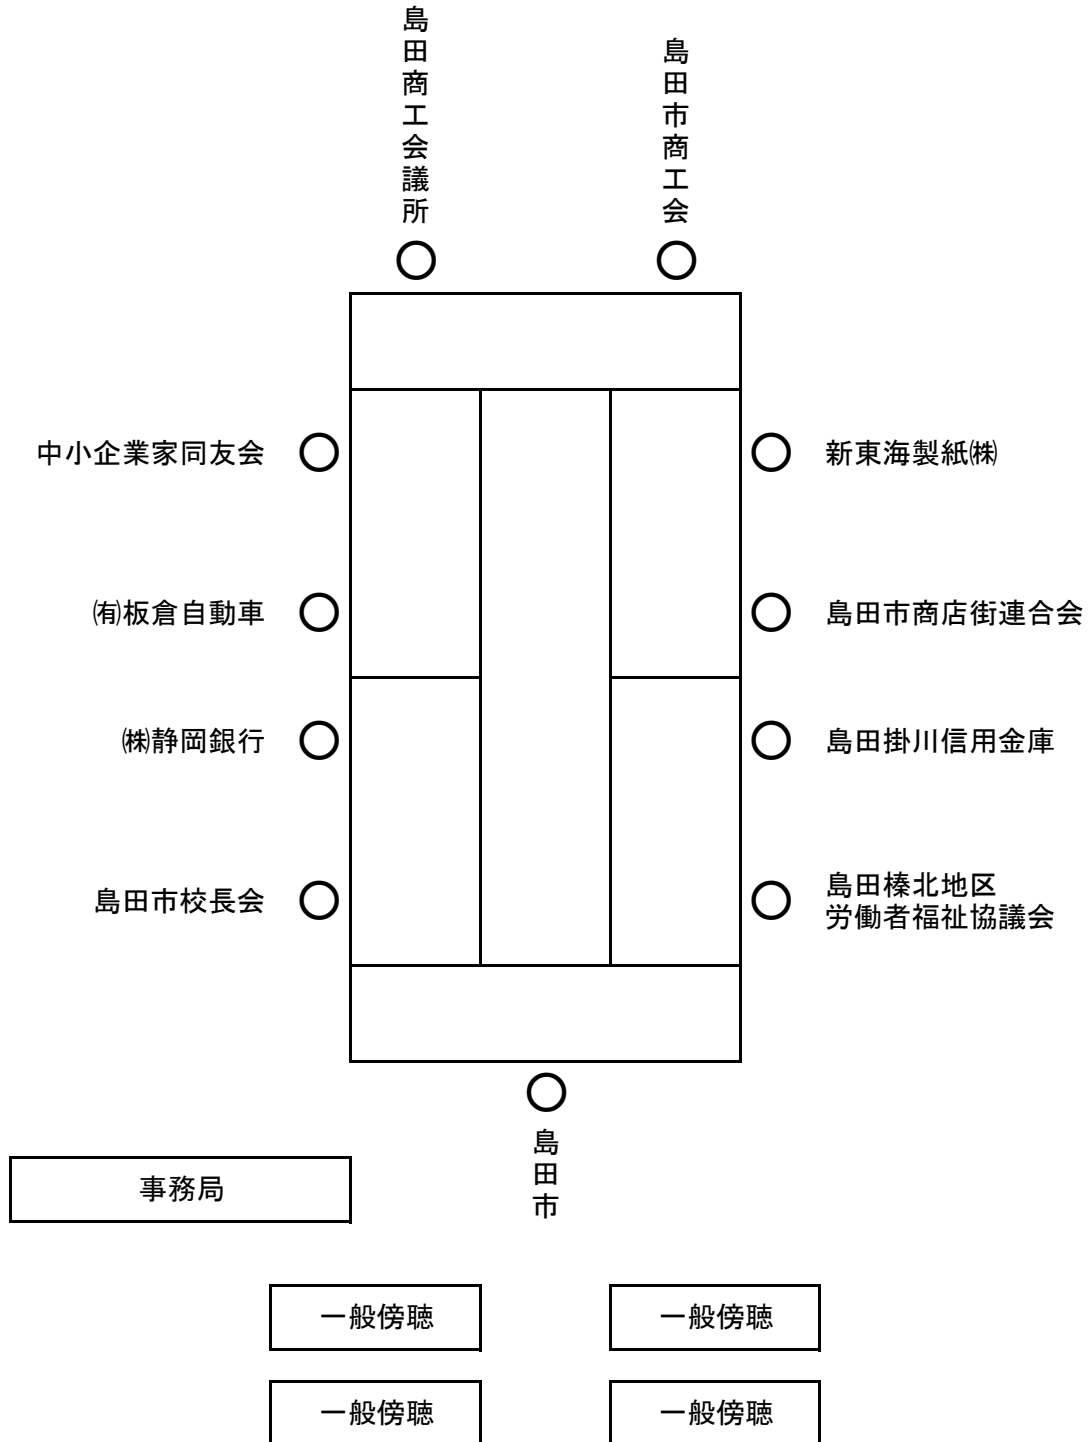 島田商工会議所
島田市商工会
中小企業家同友会
新東海製紙㈱
㈲板倉自動車
島田市商店街連合会
㈱静岡銀行
島田掛川信用金庫
島田市校長会
島田榛北地区
労働者福祉協議会
島田市
事務局
一般傍聴
一般傍聴
一般傍聴
一般傍聴